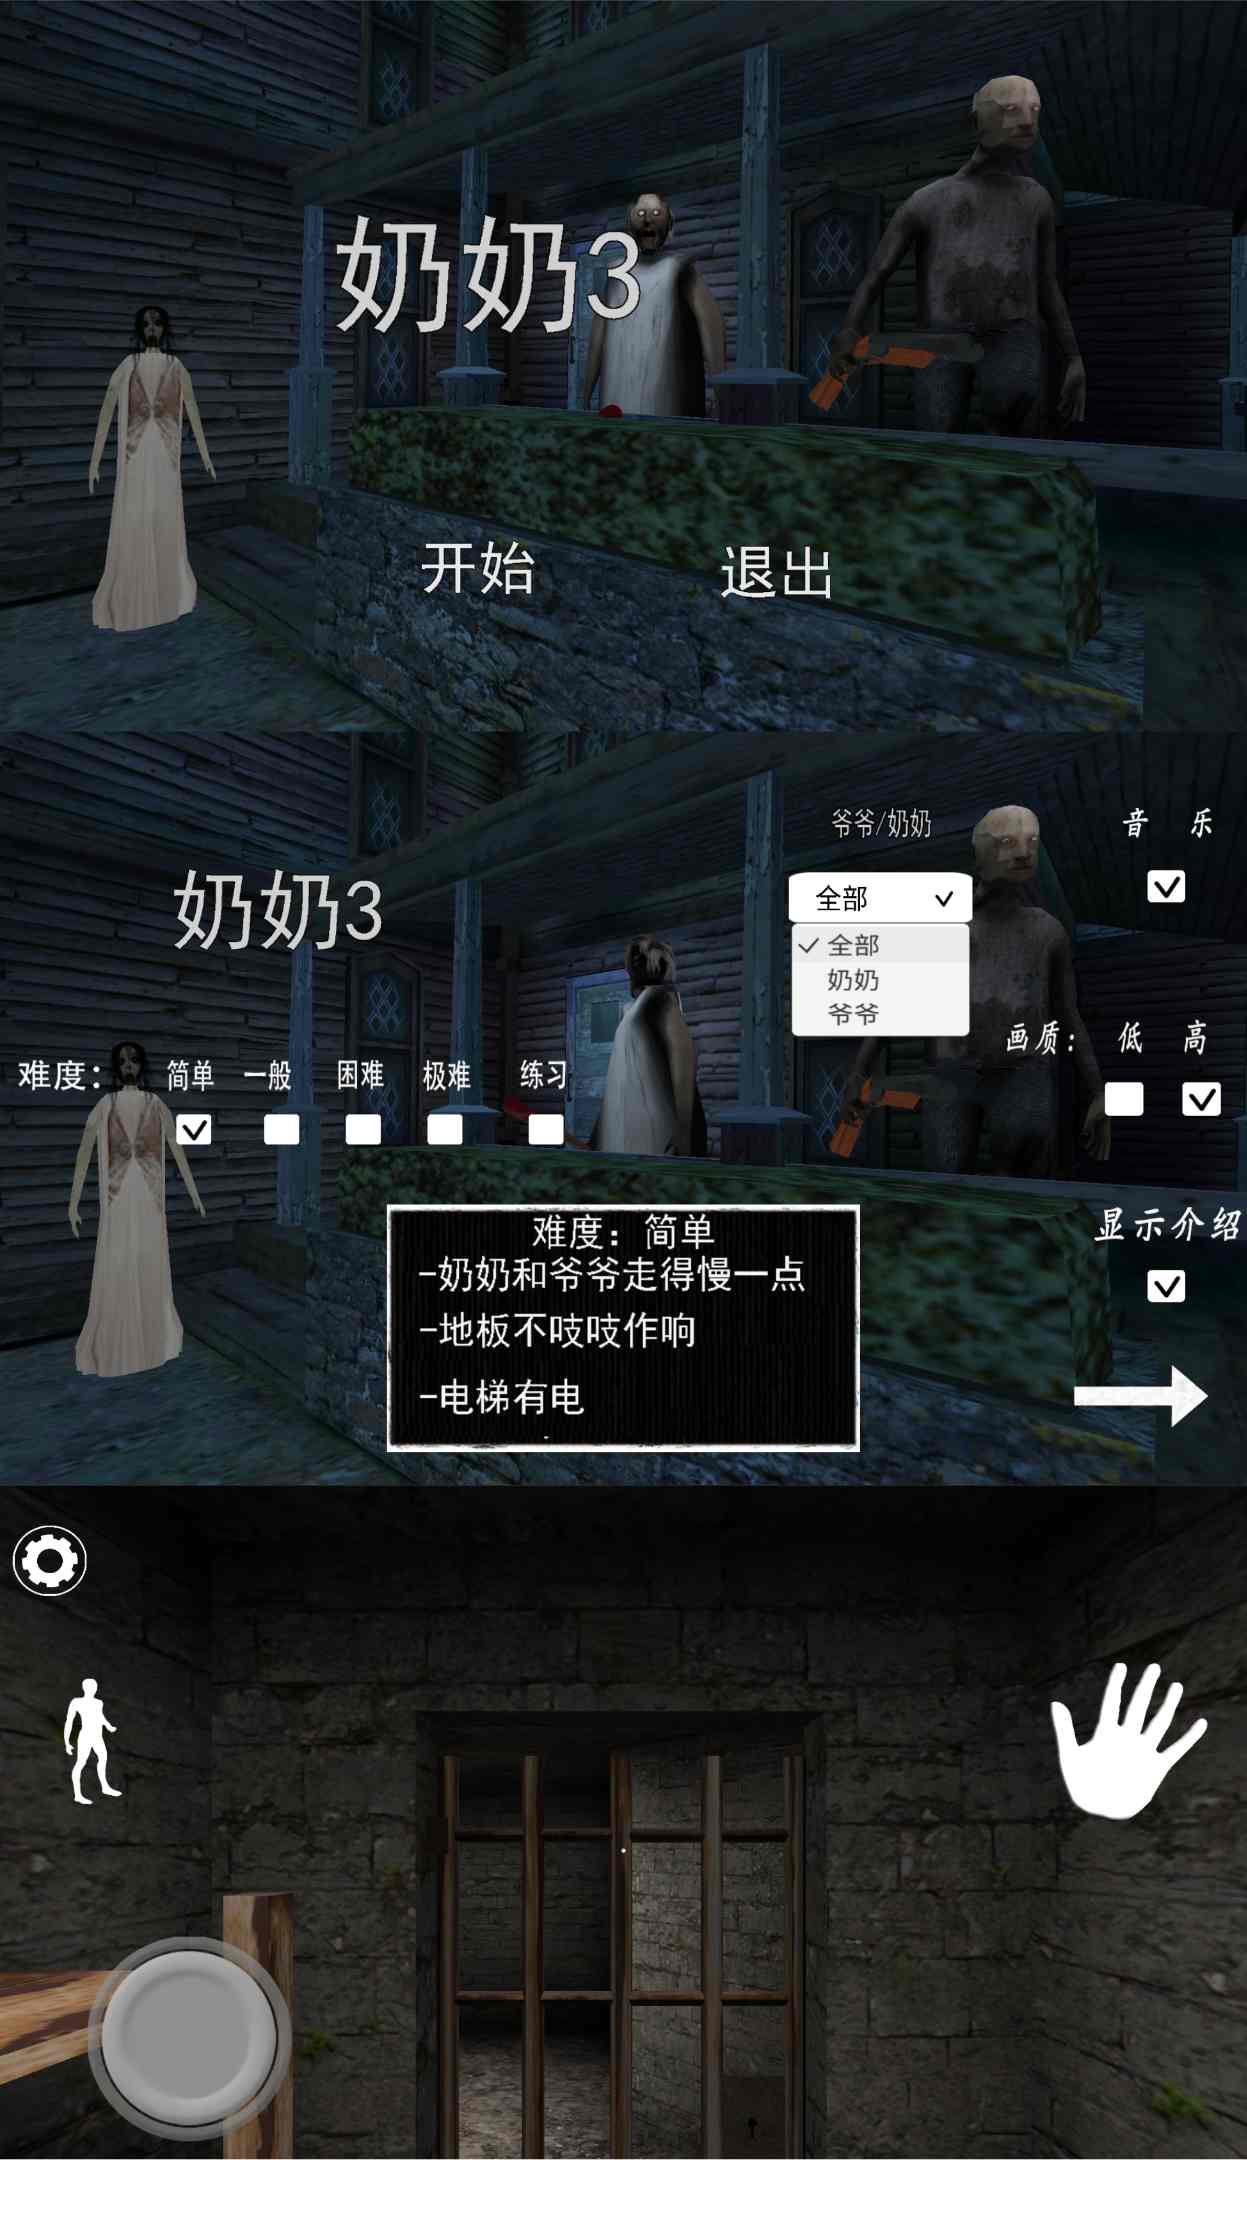 奶奶3
开始 退出
爷爷/奶奶
音 乐
奶奶3
全部
全部
奶奶
爷爷
画质： 低 高
难度： 简单 一般 困难 极难 练习
显示介绍
难度：简单
-奶奶和爷爷走得慢一点
-地板不吱吱作响
-电梯有电